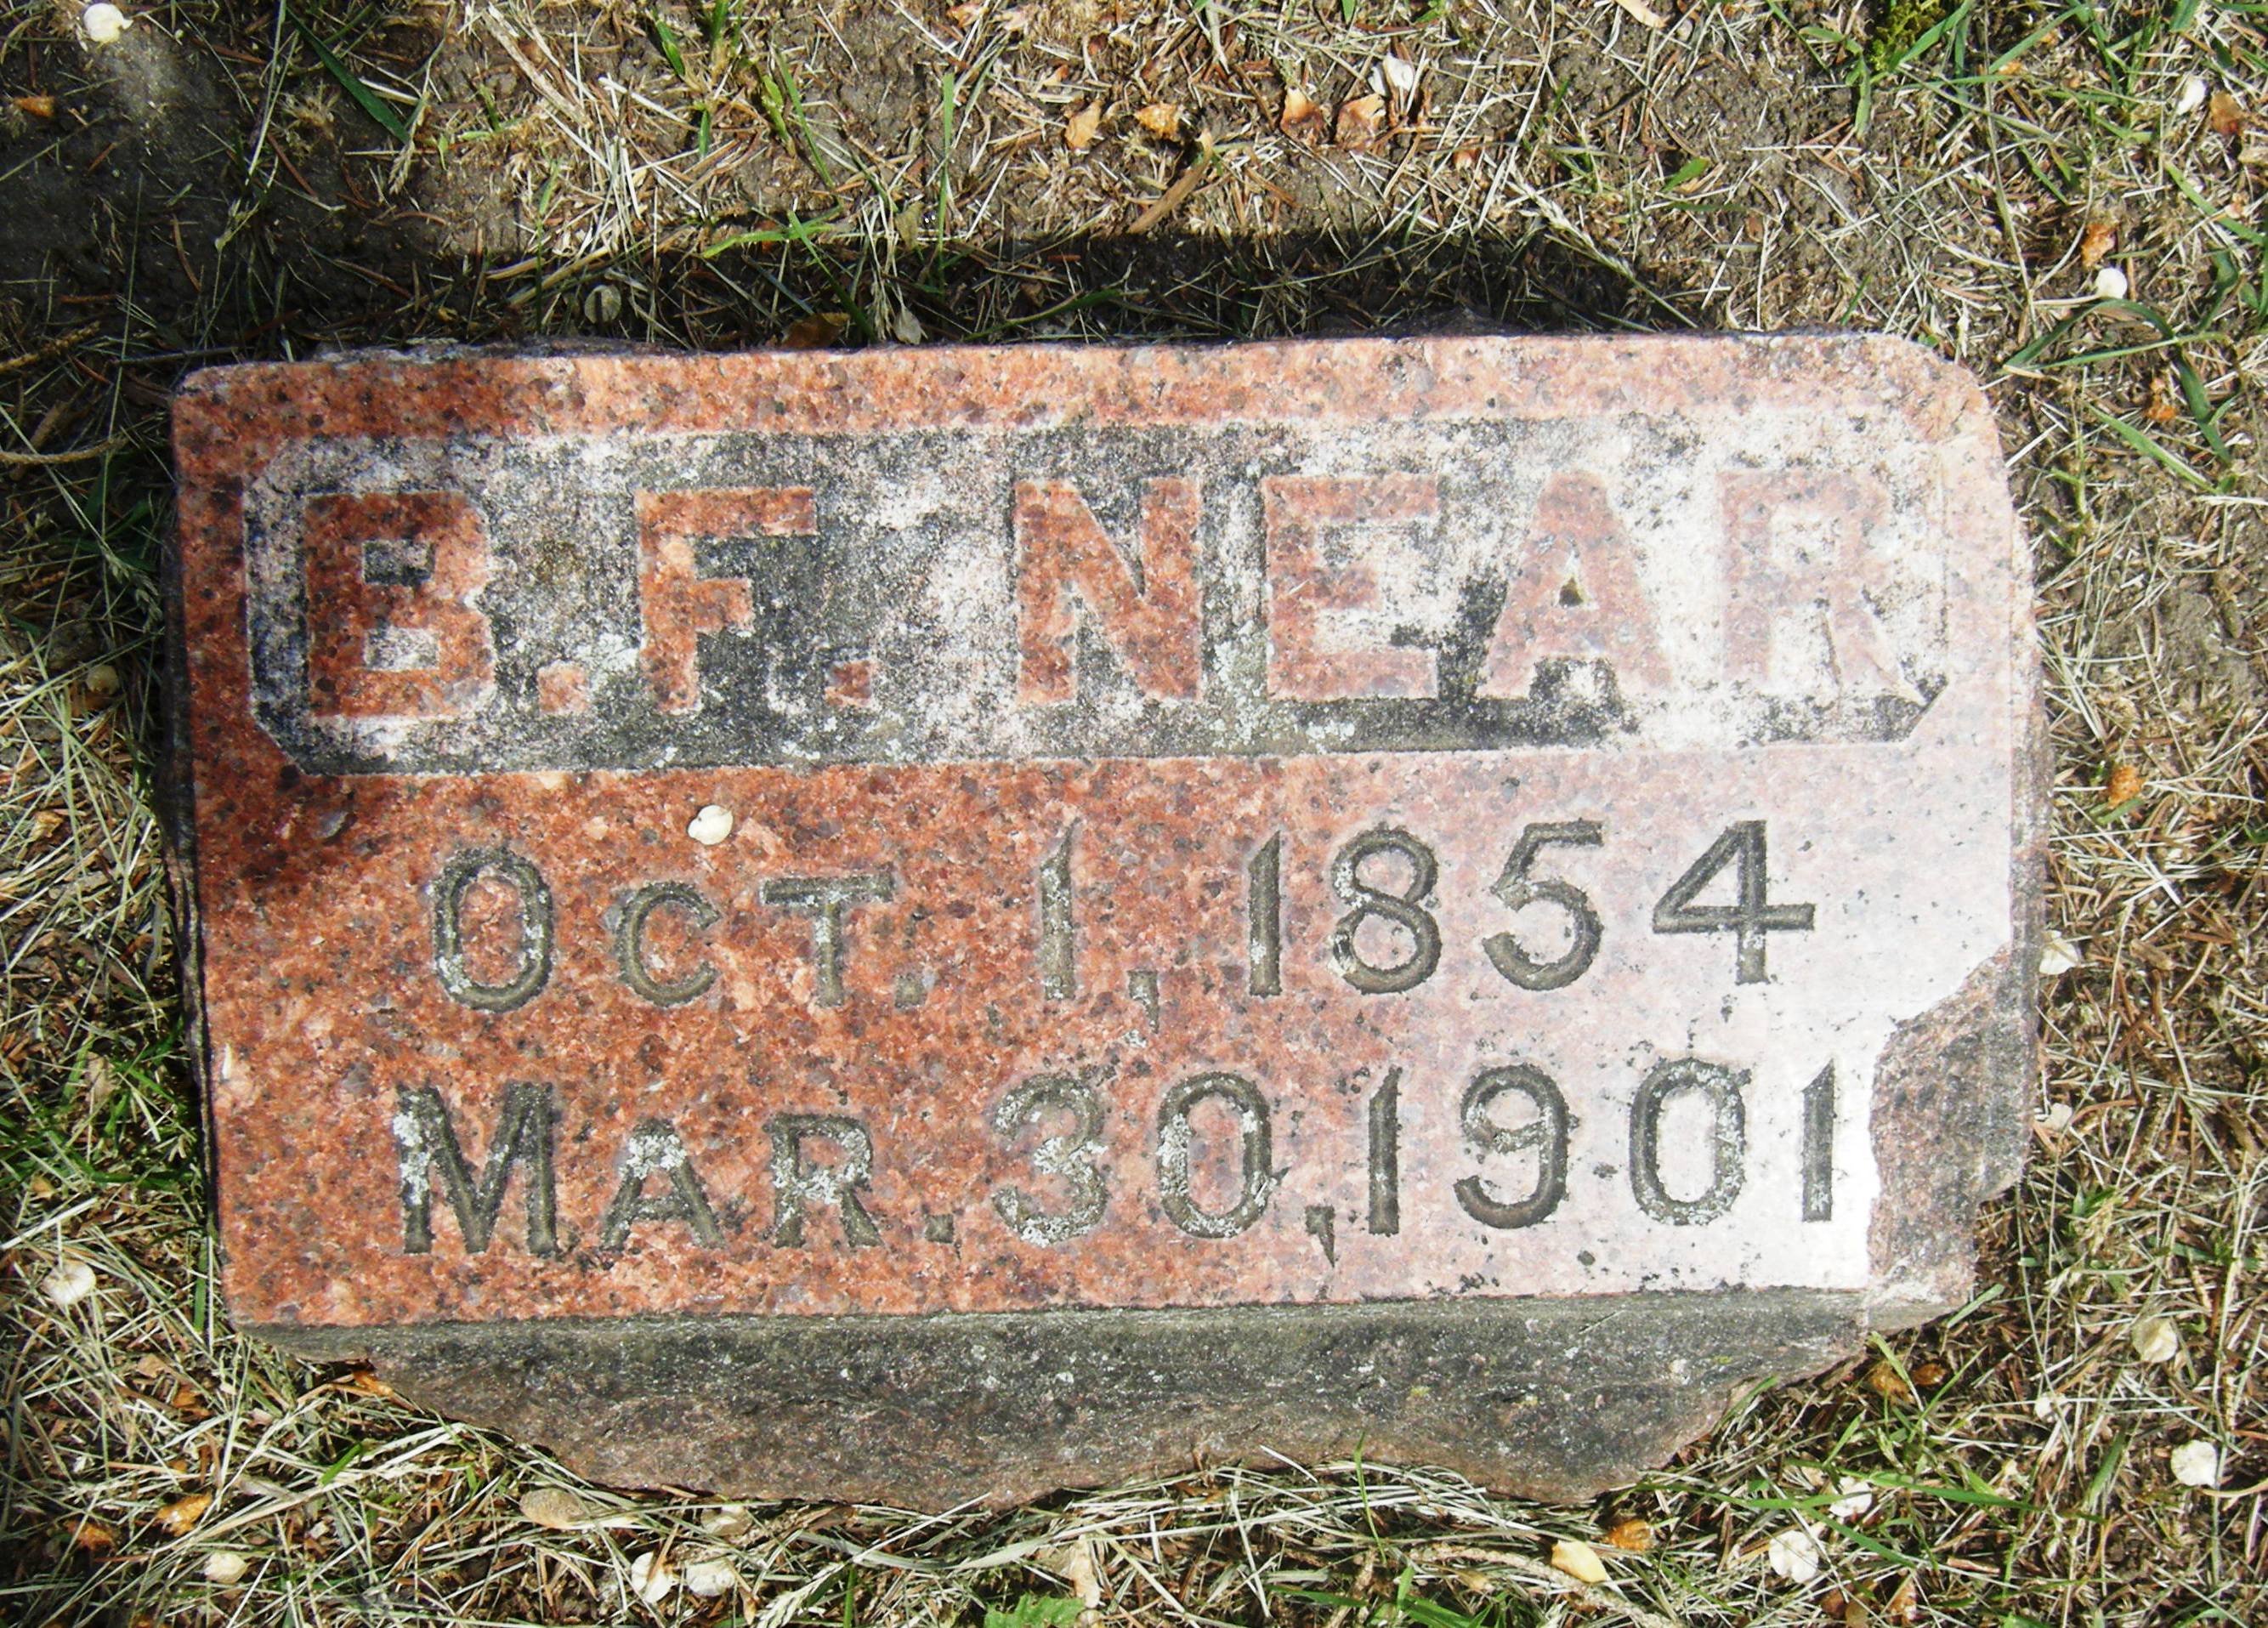 B.F. NEAR
OCT. 1, 1854
MAR. 30, 1901